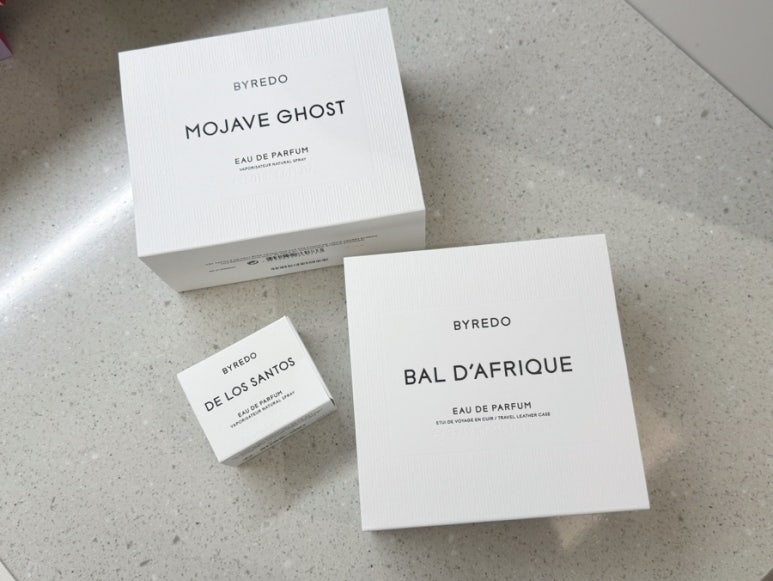 BYREDO
MOJAVE GHOST
EAU DE PARFUM
VAPORISATEUR NATURAL SPRAY
BYREDO
DE LOS SANTOS
EAU DE PARFUM
VAPORISATEUR NATURAL SPRAY
BYREDO
BAL D'AFRIQUE
EAU DE PARFUM
ETUI DE VOYAGE EN CUIR / TRAVEL LEATHER CASE